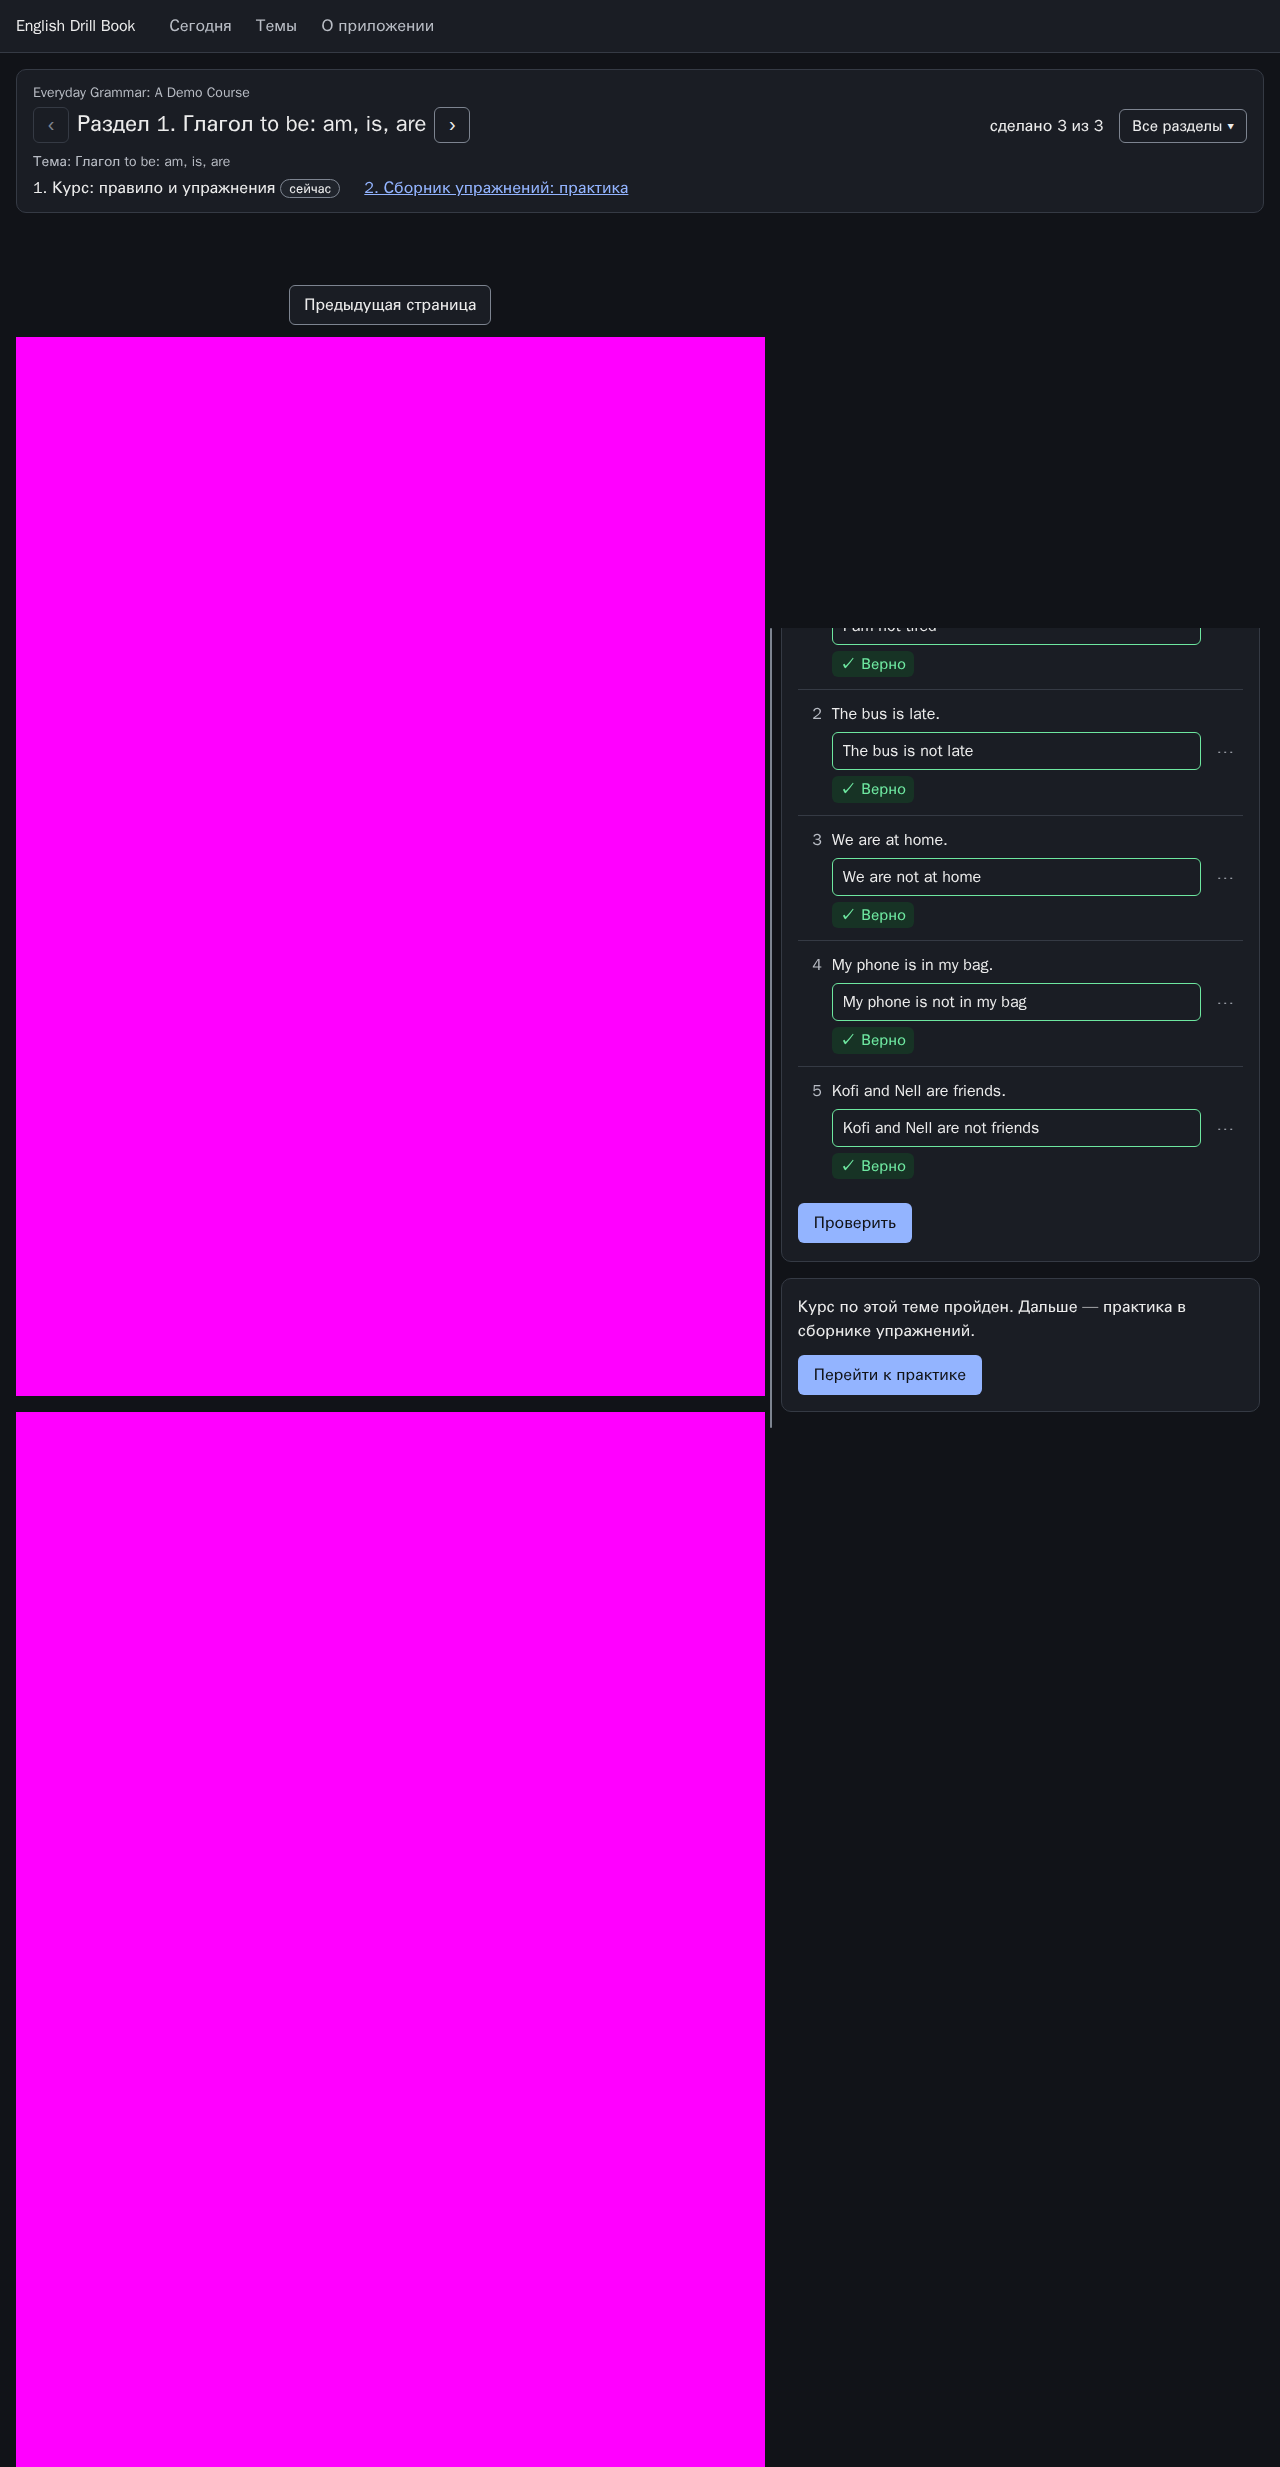 English Drill Book Сегодня Темы О приложении
Everyday Grammar: A Demo Course
‹ Раздел 1. Глагол to be: am, is, are ›
сделано 3 из 3 Все разделы ▾
Тема: Глагол to be: am, is, are
1. Курс: правило и упражнения сейчас 2. Сборник упражнений: практика
Предыдущая страница
✓ Верно
2 The bus is late.
The bus is not late ...
✓ Верно
3 We are at home.
We are not at home ...
✓ Верно
4 My phone is in my bag.
My phone is not in my bag ...
✓ Верно
5 Kofi and Nell are friends.
Kofi and Nell are not friends ...
✓ Верно
Проверить
Курс по этой теме пройден. Дальше — практика в
сборнике упражнений.
Перейти к практике